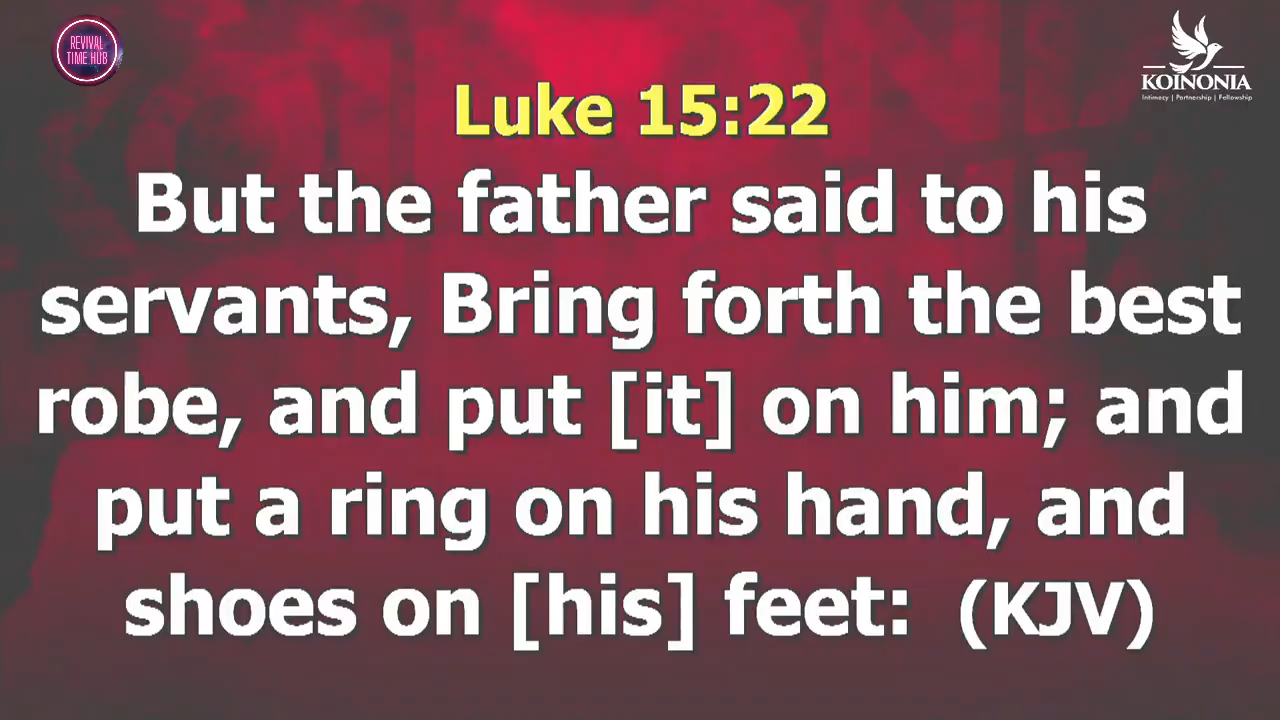 REVIVAL
TIME HUB
KOINONIA
Intimacy | Partnership | Fellowship
Luke 15:22
But the father said to his
servants, Bring forth the best
robe, and put [it] on him; and
put a ring on his hand, and
shoes on [his] feet:  (KJV)